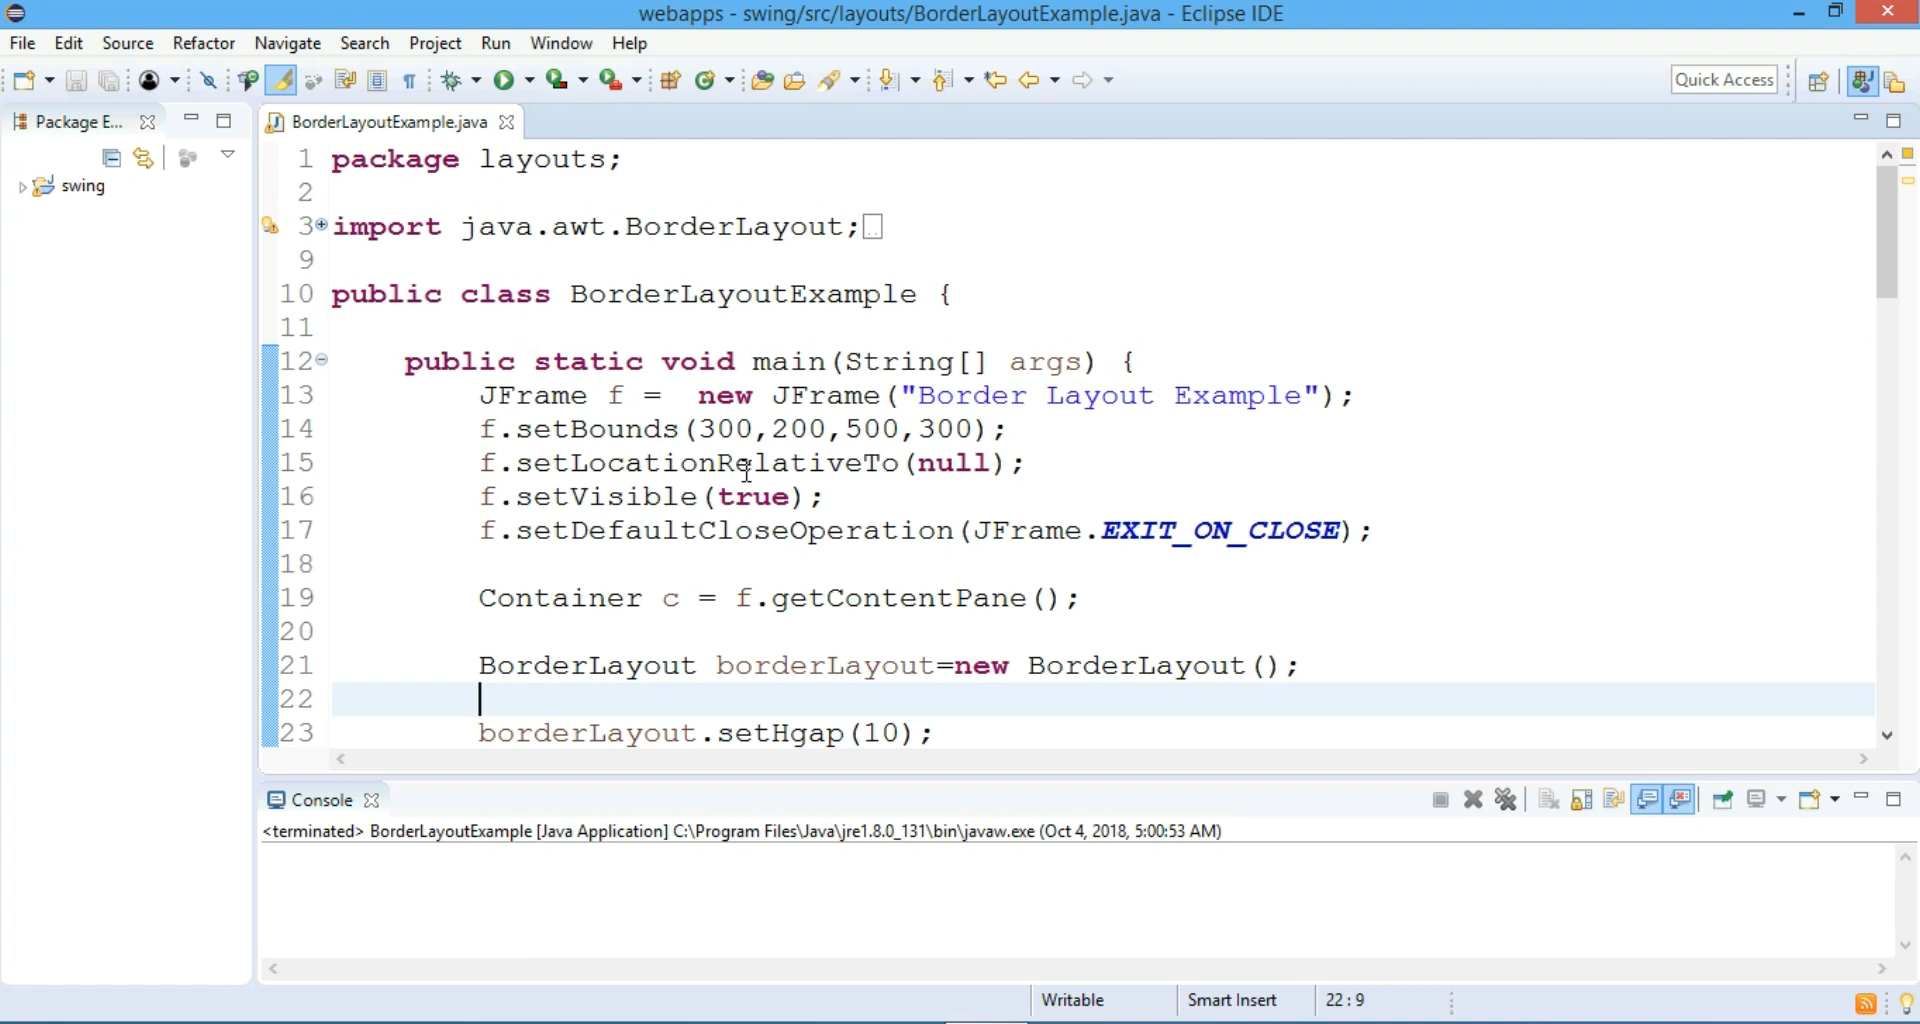 webapps - swing/src/layouts/BorderLayoutExample.java - Eclipse IDE
File Edit Source Refactor Navigate Search Project Run Window Help
Quick Access
Package E...
BorderLayoutExample.java
swing
1 package layouts;
2
3 import java.awt.BorderLayout;
9
10 public class BorderLayoutExample {
11
12 public static void main(String[] args) {
13 JFrame f =  new JFrame("Border Layout Example");
14 f.setBounds(300,200,500,300);
15 f.setLocationRelativeTo(null);
16 f.setVisible(true);
17 f.setDefaultCloseOperation(JFrame.EXIT_ON_CLOSE);
18
19 Container c = f.getContentPane();
20
21 BorderLayout borderLayout=new BorderLayout();
22
23 borderLayout.setHgap(10);
Console
<terminated> BorderLayoutExample [Java Application] C:\Program Files\Java\jre1.8.0_131\bin\javaw.exe (Oct 4, 2018, 5:00:53 AM)
Writable Smart Insert 22 : 9